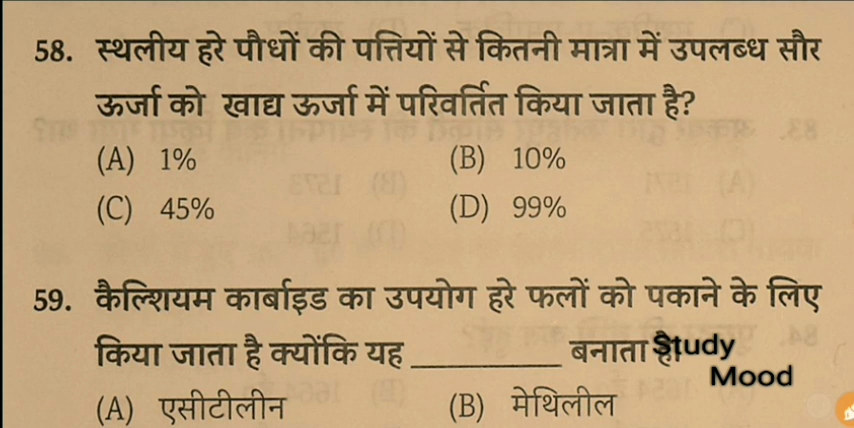 58. स्थलीय हरे पौधों की पत्तियों से कितनी मात्रा में उपलब्ध सौर
ऊर्जा को खाद्य ऊर्जा में परिवर्तित किया जाता है?
(A) 1% (B) 10%
(C) 45% (D) 99%
59. कैल्शियम कार्बाइड का उपयोग हरे फलों को पकाने के लिए
किया जाता है क्योंकि यह __________ बनाता है।
Study
Mood
(A) एसीटीलीन (B) मेथिलील